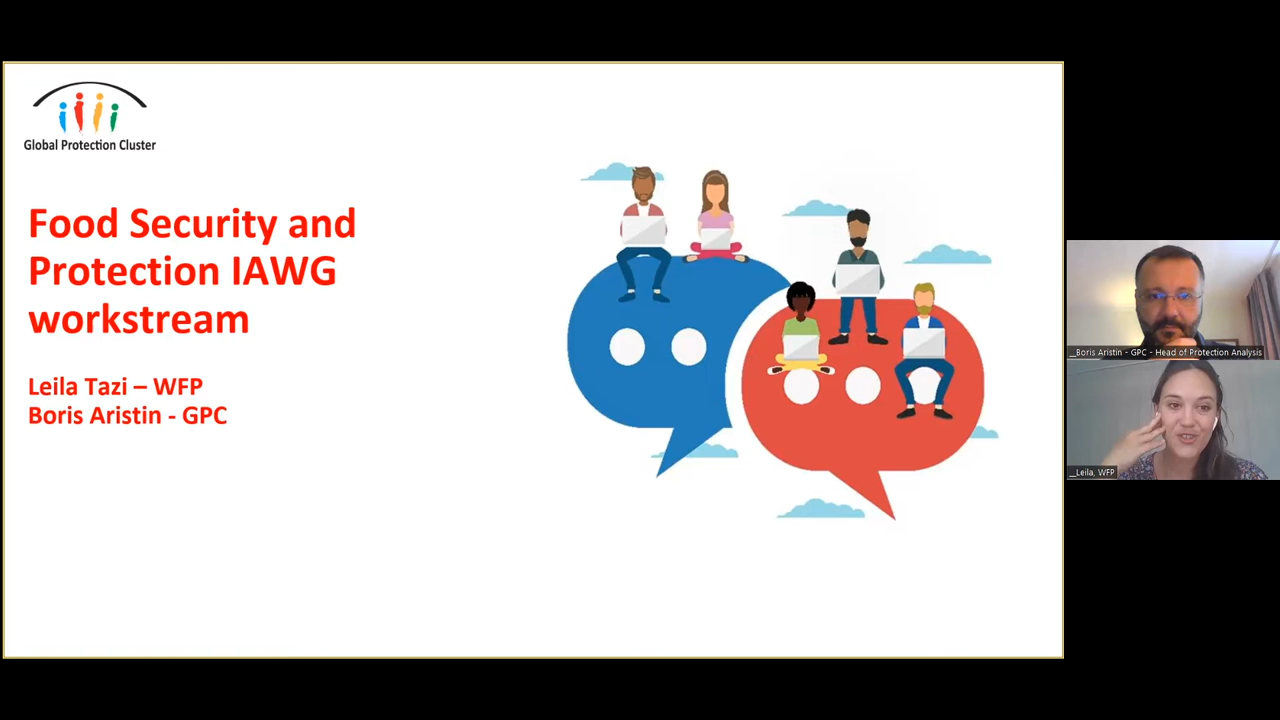 Global Protection Cluster
Food Security and
Protection IAWG
workstream
Leila Tazi – WFP
Boris Aristin - GPC
__Boris Aristin - GPC - Head of Protection Analysis
__Leila, WFP